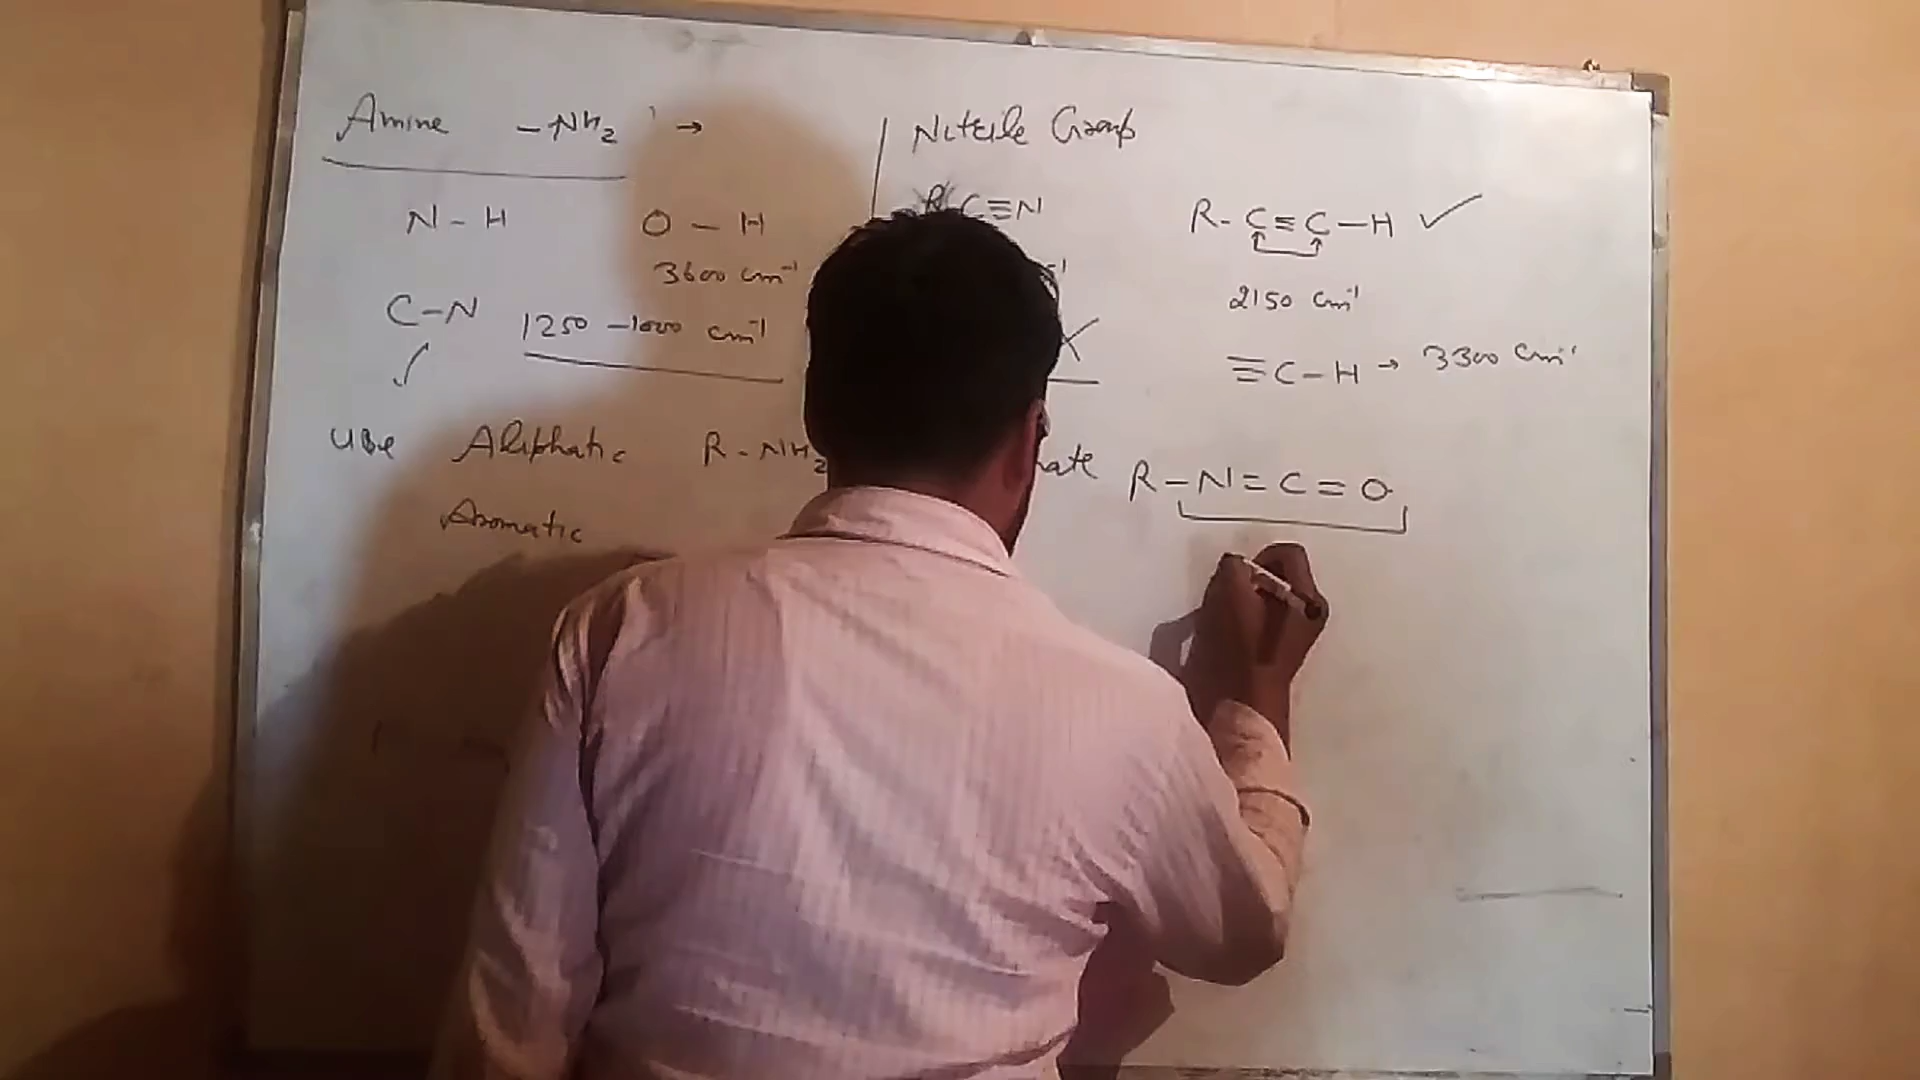 Amine -NH2 →
N - H O - H
3600 cm-1
C-N 1250 - 1000 cm-1
Use Aliphatic R-NH2
Aromatic
Nitrile Group
C≡N
R-C≡C-H ✓
2150 cm-1
≡C-H → 3300 cm-1
R-N=C=O